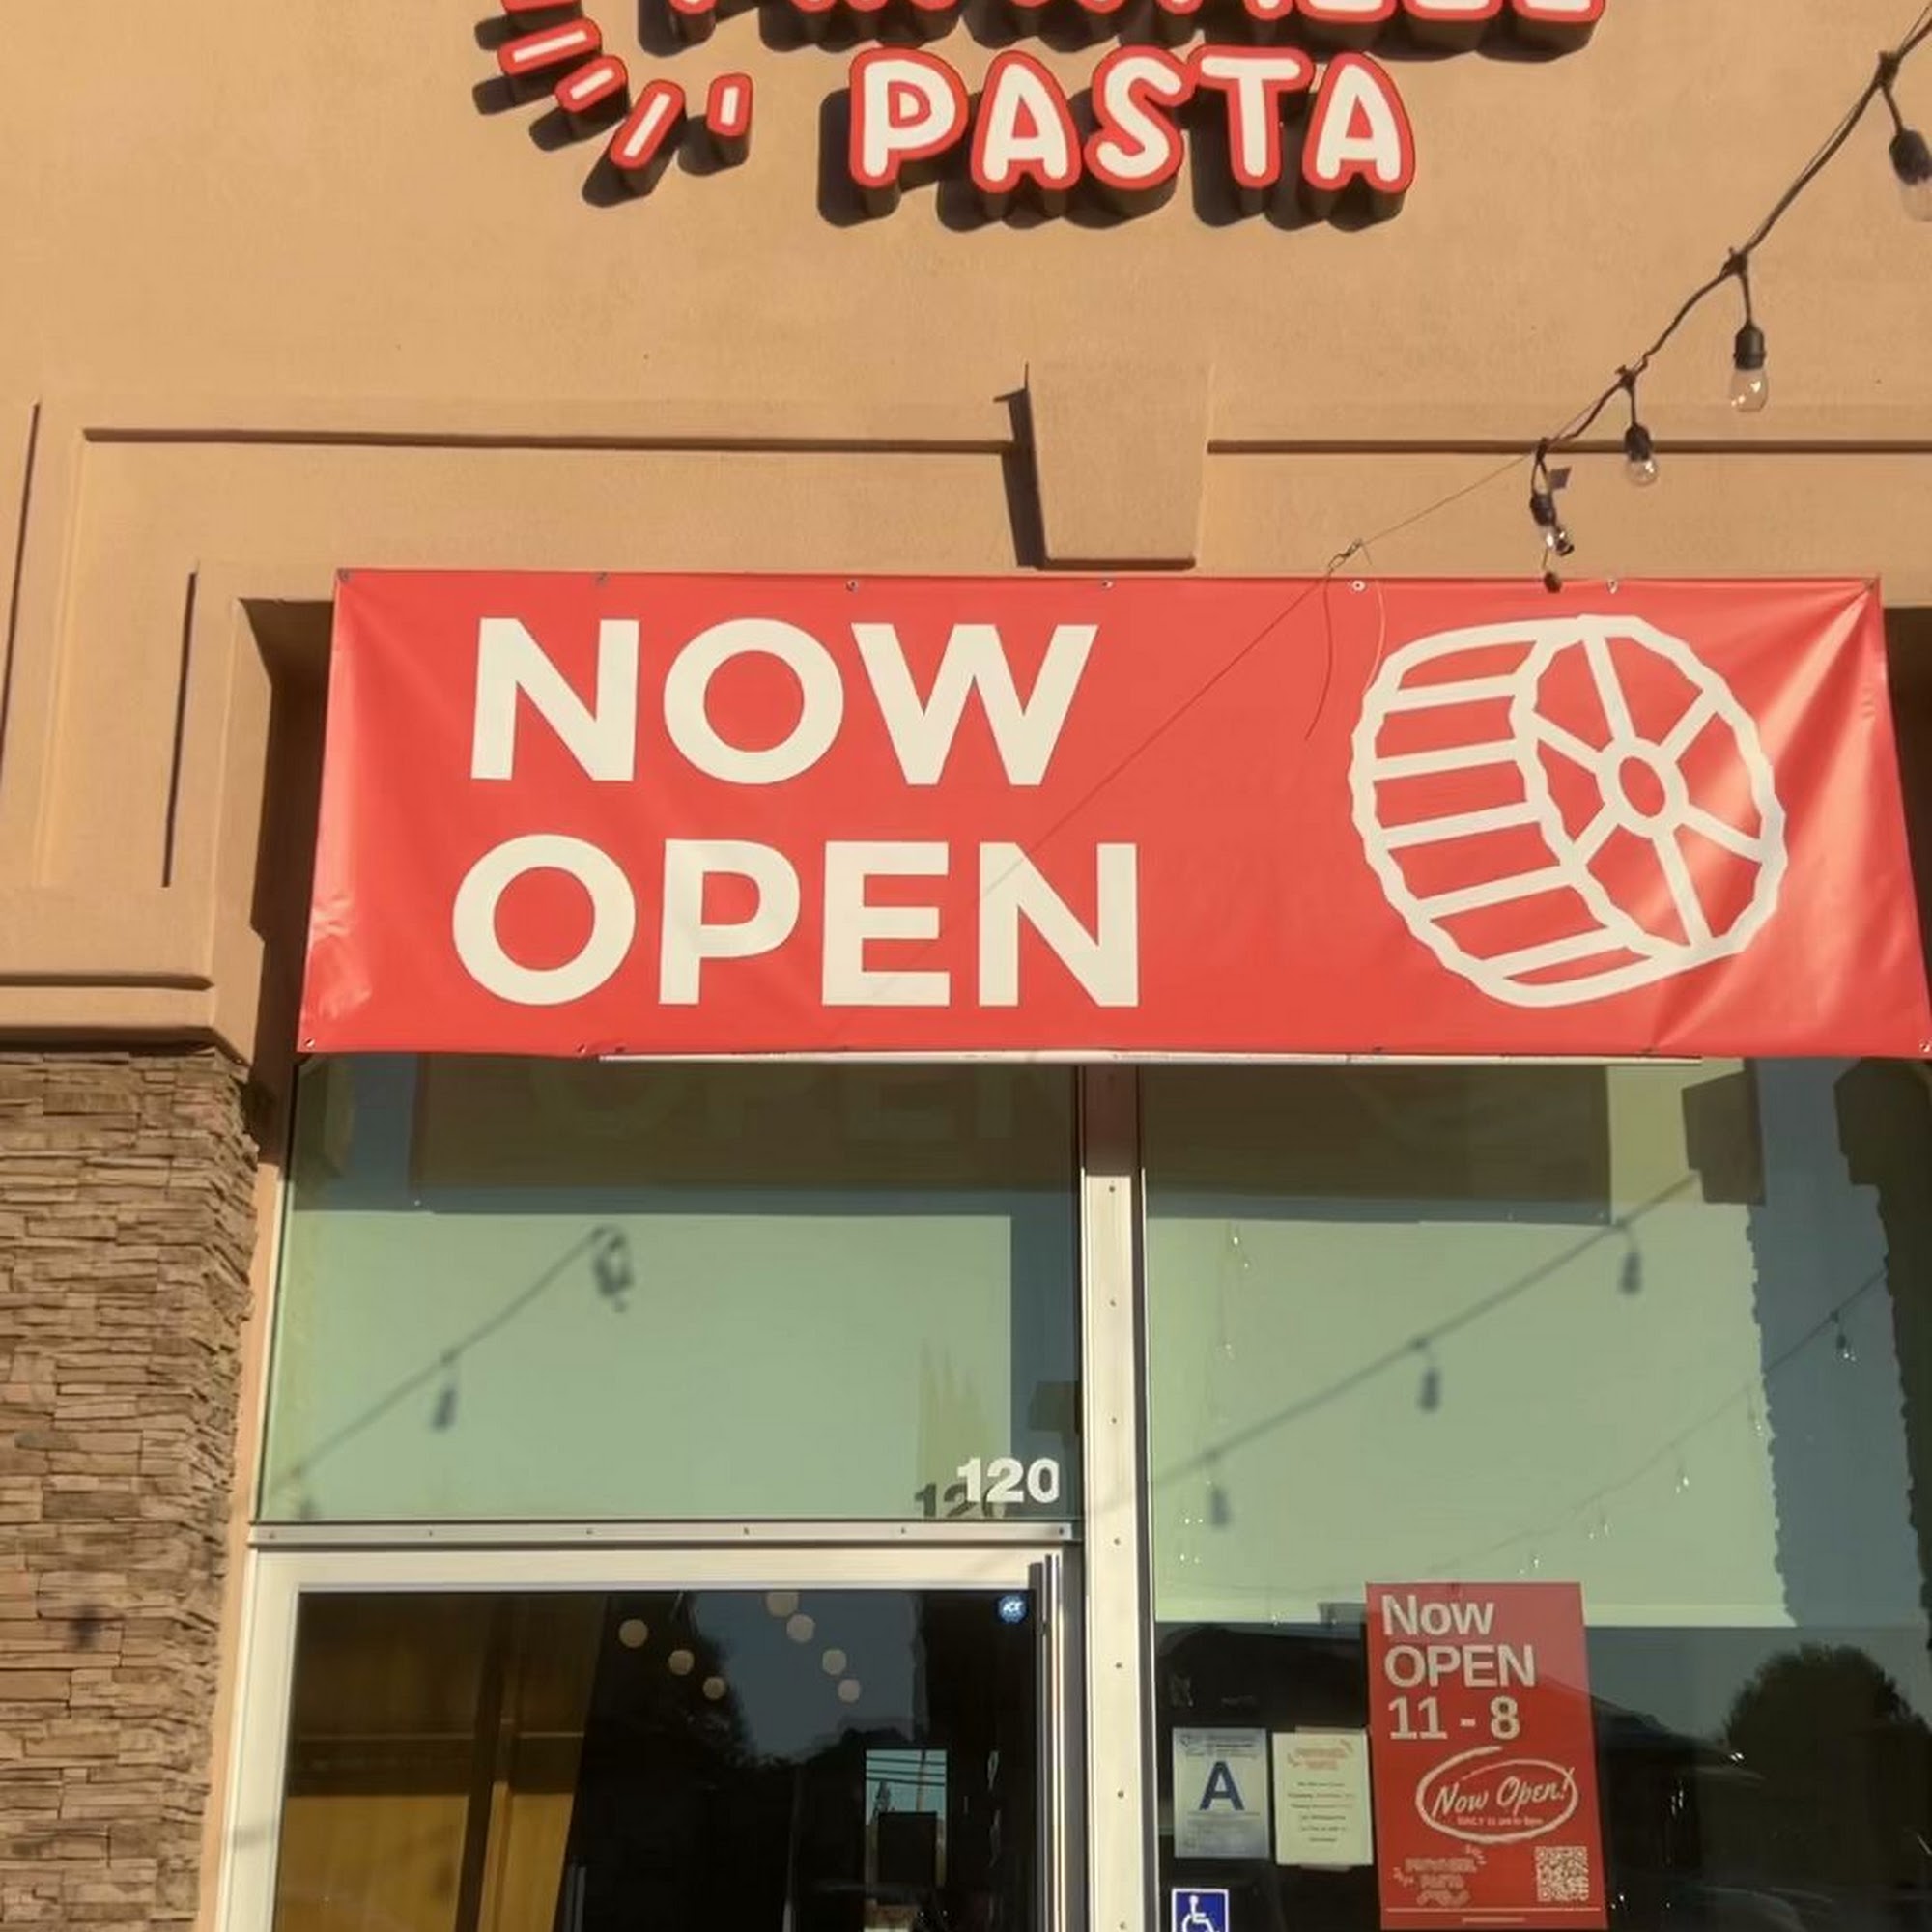 PASTA
NOW
OPEN
120
NOW
OPEN
11 - 8
A
Now Open!